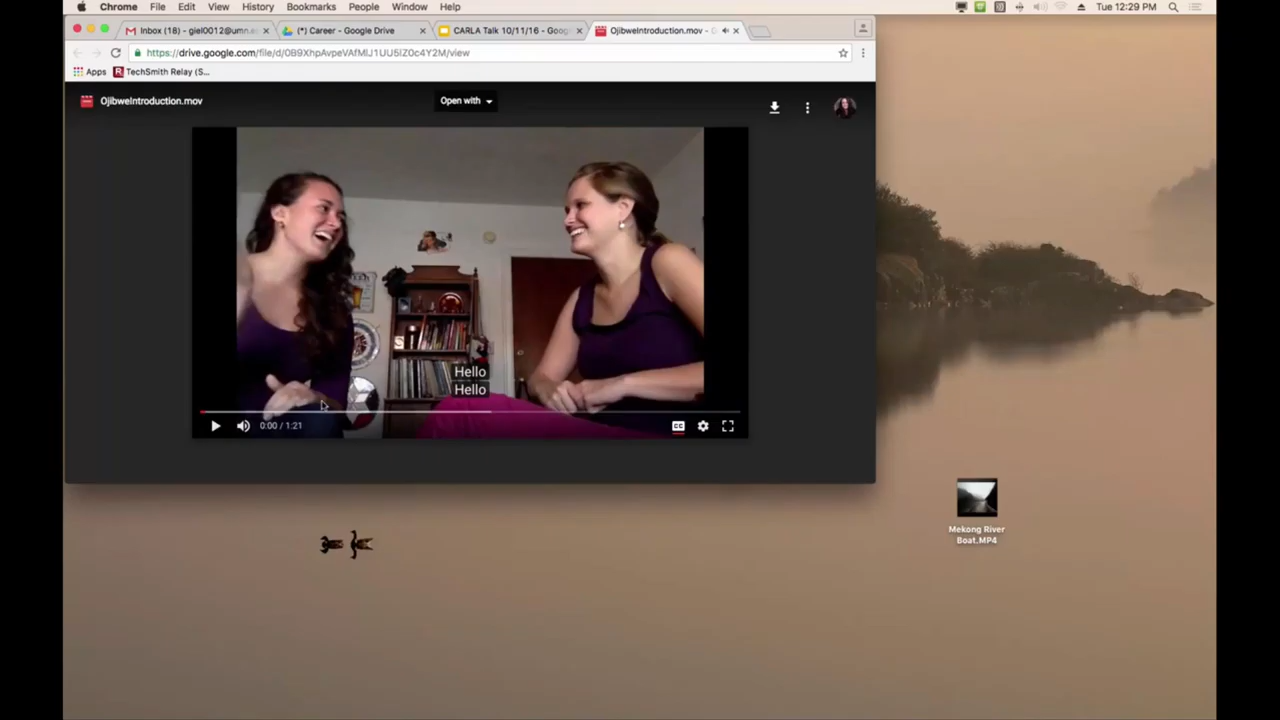 Chrome File Edit View History Bookmarks People Window Help Tue 12:29 PM
Inbox (18) - giel0012@umn.e
(*) Career - Google Drive
CARLA Talk 10/11/16 - Goog
OjibweIntroduction.mov - G
Apps
TechSmith Relay (S...
OjibweIntroduction.mov
Open with
Hello
Hello
0:00 / 1:21
CC
Mekong River
Boat.MP4